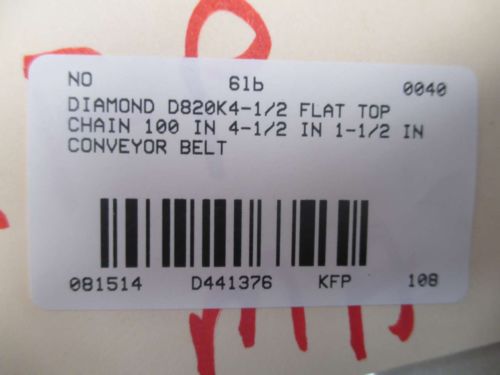 NO 6lb 0040
DIAMOND D820K4-1/2 FLAT TOP
CHAIN 100 IN 4-1/2 IN 1-1/2 IN
CONVEYOR BELT
081514 D441376 KFP 108